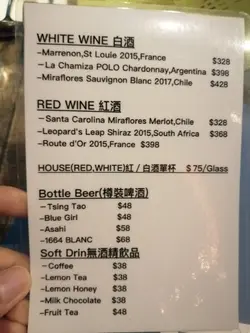 WHITE WINE 白酒
–Marrenon,St Louie 2015,France $328
–La Chamiza POLO Chardonnay,Argentina $398
–Miraflores Sauvignon Blanc 2017,Chile $428
RED WINE 紅酒
–Santa Carolina Miraflores Merlot,Chile $328
–Leopard's Leap Shiraz 2015,South Africa $368
–Route d'Or 2015,France $398
HOUSE(RED,WHITE)紅 / 白酒單杯 $ 75/Glass
Bottle Beer(樽裝啤酒)
–Tsing Tao $48
–Blue Girl $48
–Asahi $58
–1664 BLANC $68
Soft Drin無酒精飲品
–Coffee $38
–Lemon Tea $38
–Lemon Honey $38
–Milk Chocolate $38
–Fruit Tea $48